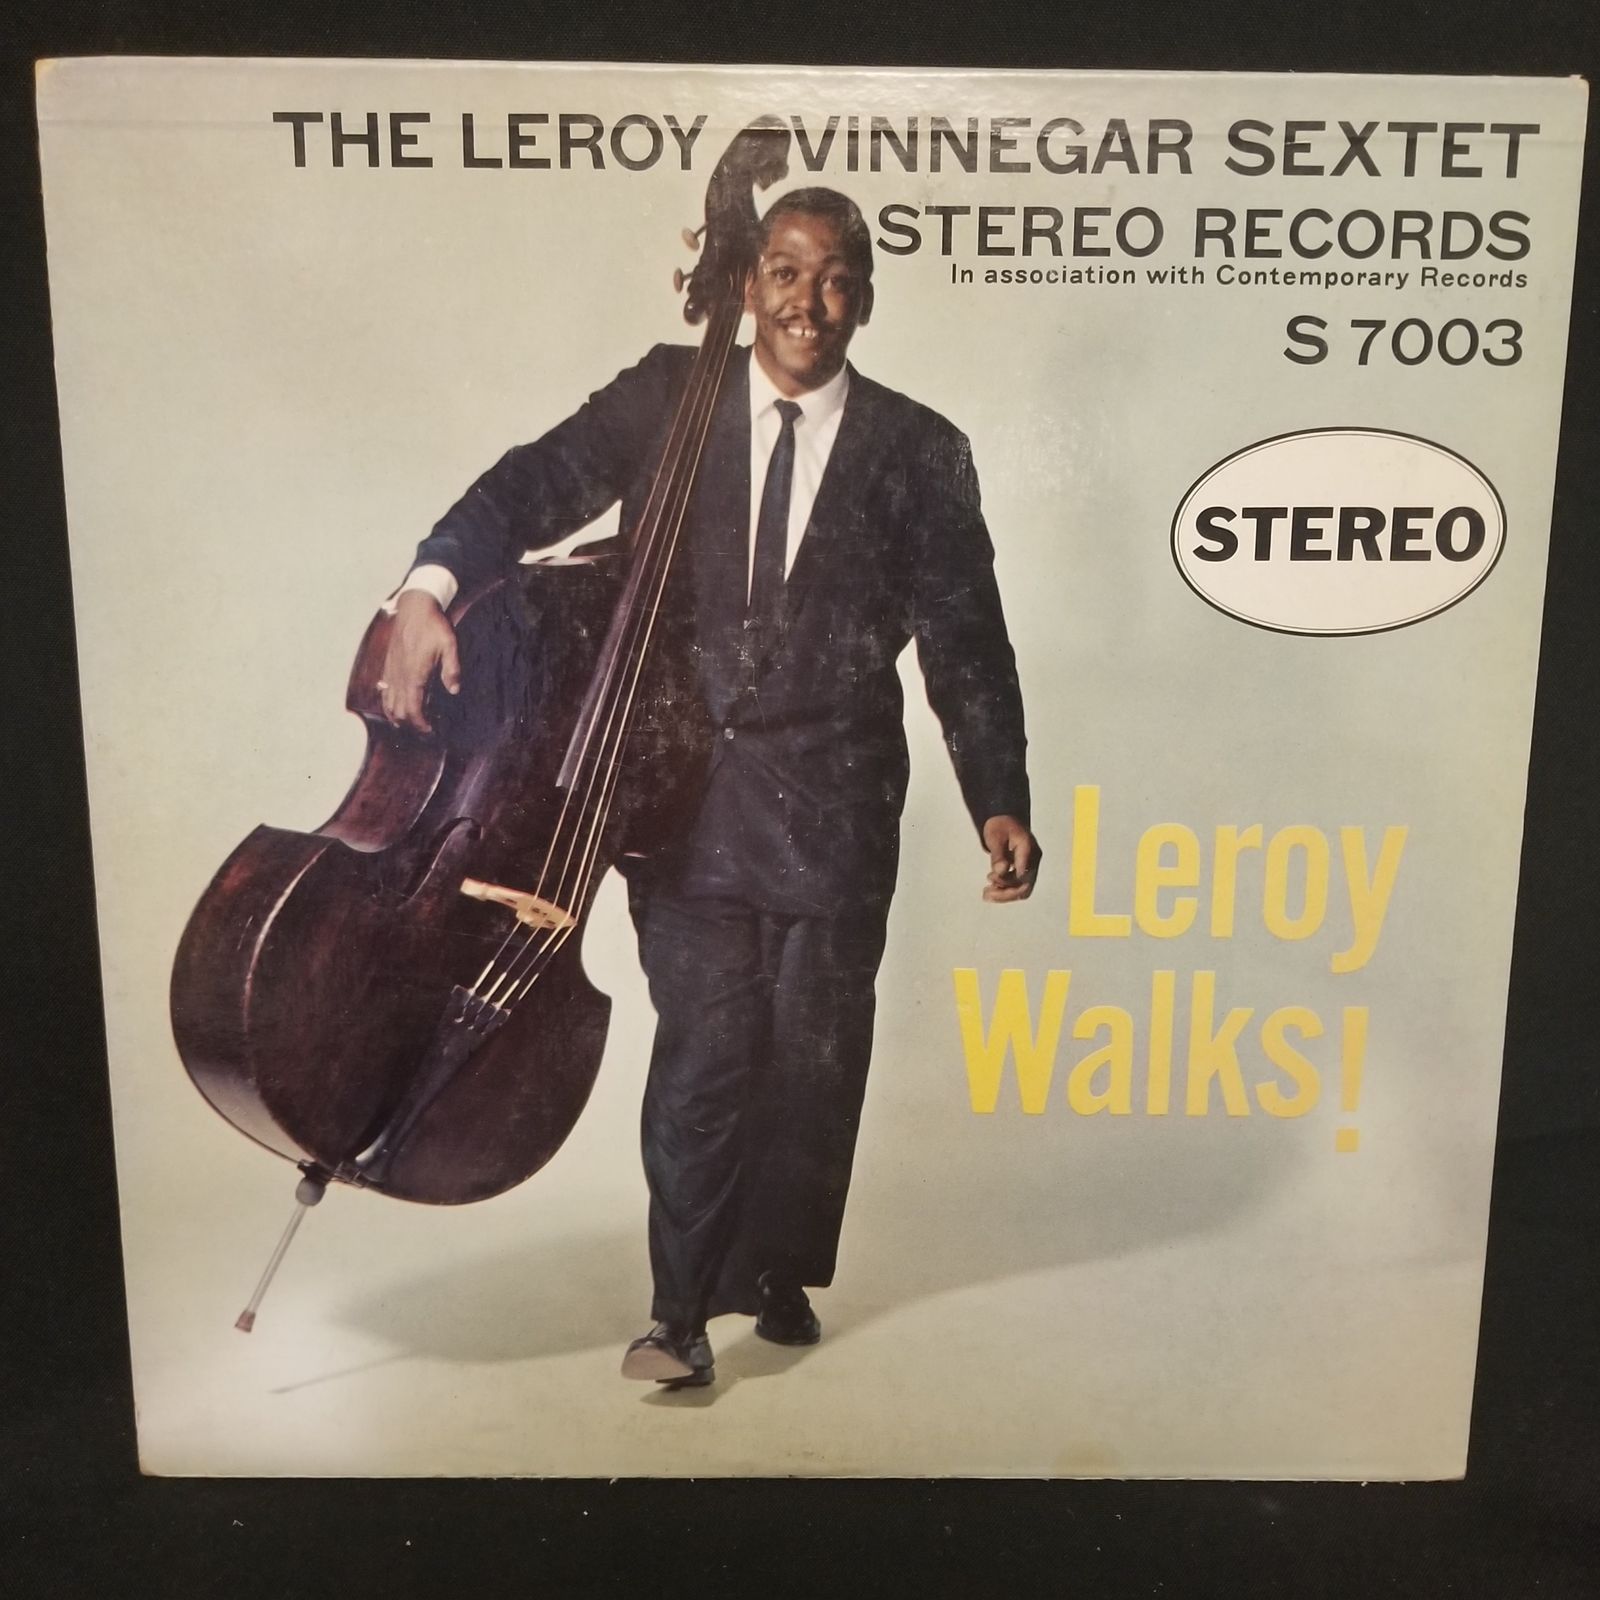 THE LEROY VINNEGAR SEXTET
STEREO RECORDS
In association with Contemporary Records
S 7003
STEREO
Leroy
Walks!